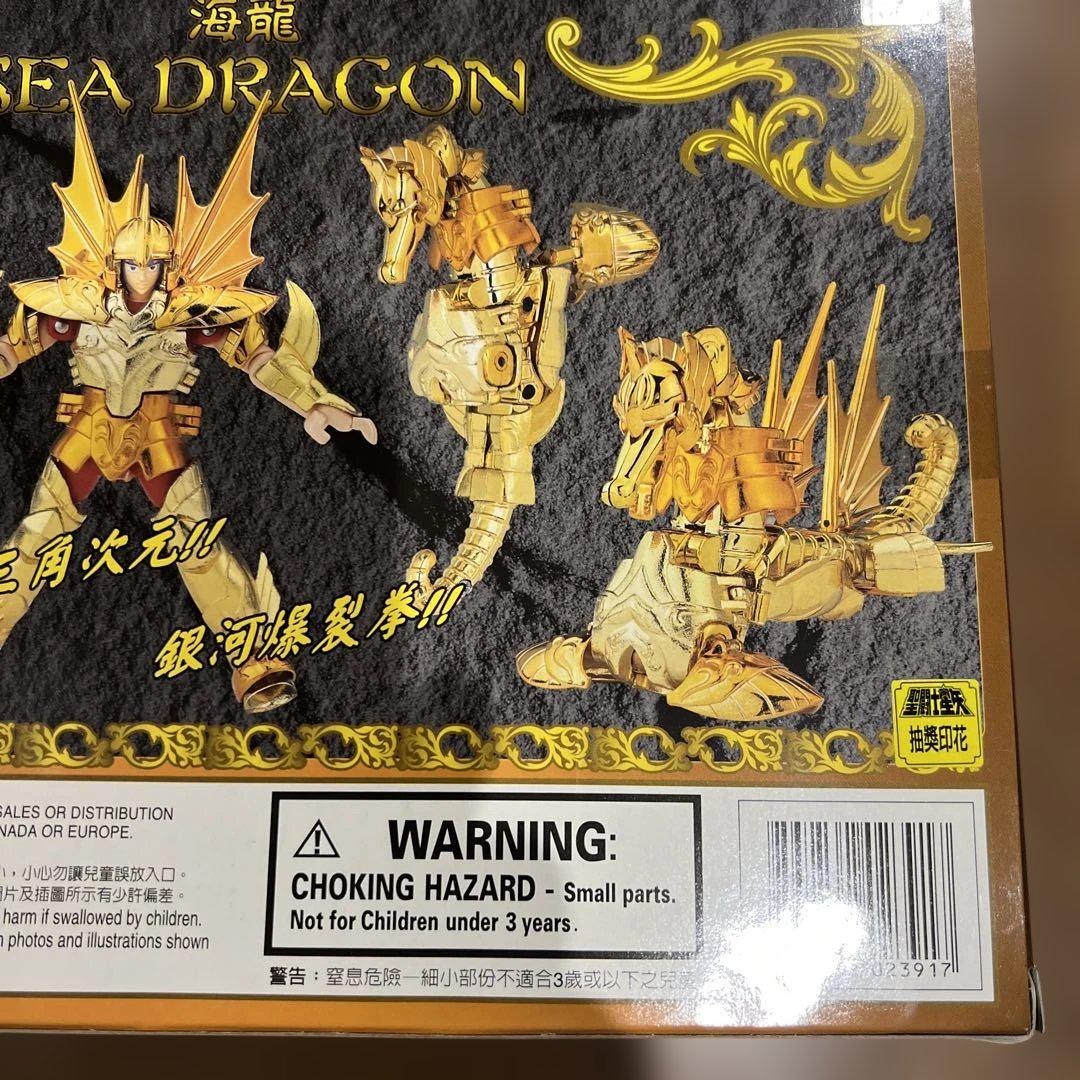 海龍
SEA DRAGON
三角次元!!
銀河爆裂拳!!
聖闘士星矢
抽獎印花
SALES OR DISTRIBUTION
NADA OR EUROPE.
小，小心勿讓兒童誤放入口。
片及插圖所示有少許偏差。
harm if swallowed by children.
photos and illustrations shown
WARNING:
CHOKING HAZARD - Small parts.
Not for Children under 3 years.
警告：窒息危險—細小部份不適合3歲或以下之兒童
023917